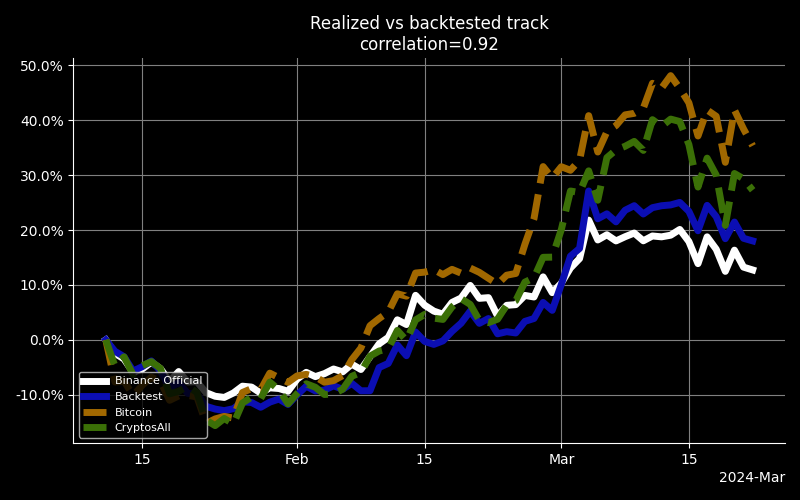 Realized vs backtested track
correlation=0.92
50.0%
40.0%
30.0%
20.0%
10.0%
0.0%
-10.0%
Binance Official
Backtest
Bitcoin
CryptosAll
15
Feb
15
Mar
15
2024-Mar